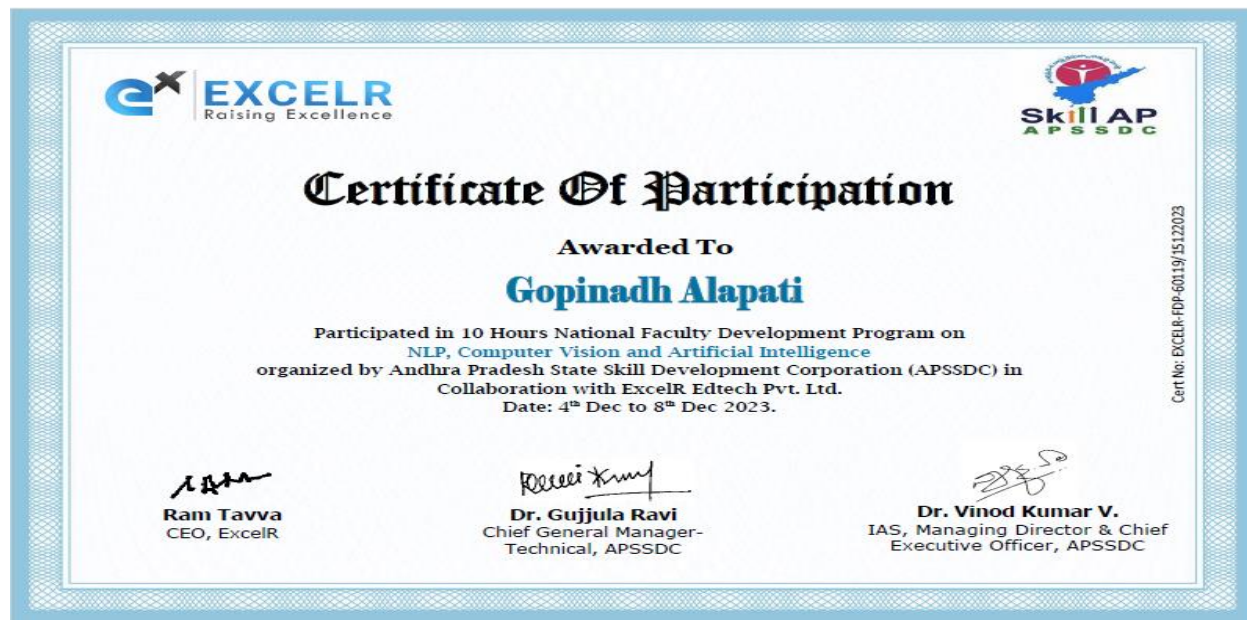 ex EXCELR
Raising Excellence
Skill AP
APSSDC
Certificate Of Participation
Awarded To
Gopinadh Alapati
Participated in 10 Hours National Faculty Development Program on
NLP, Computer Vision and Artificial Intelligence
organized by Andhra Pradesh State Skill Development Corporation (APSSDC) in
Collaboration with ExcelR Edtech Pvt. Ltd.
Date: 4th Dec to 8th Dec 2023.
Cert No: EXCELR-FDP-60119/15122023
Ram Tavva
CEO, ExcelR
Dr. Gujjula Ravi
Chief General Manager-
Technical, APSSDC
Dr. Vinod Kumar V.
IAS, Managing Director & Chief
Executive Officer, APSSDC